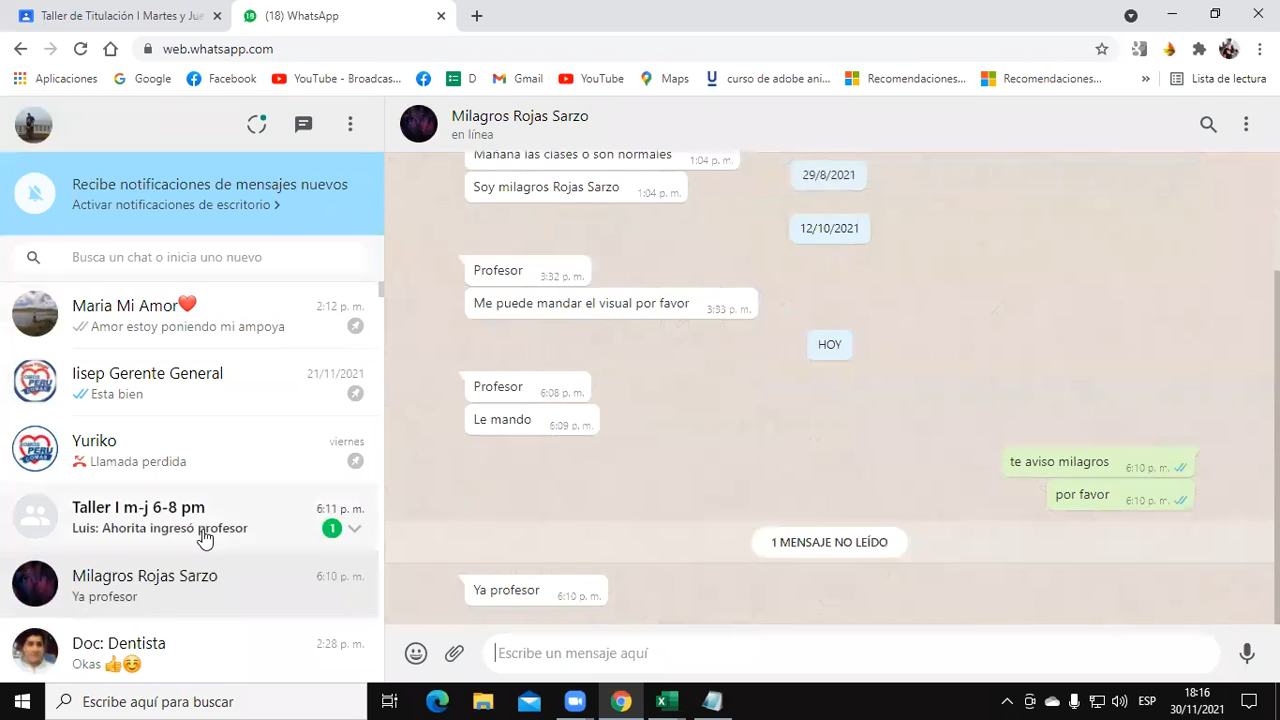 Taller de Titulación I Martes y Jue
(18) WhatsApp
web.whatsapp.com
Aplicaciones
Google
Facebook
YouTube - Broadcas...
D
Gmail
YouTube
Maps
curso de adobe ani...
Recomendaciones...
Recomendaciones...
Lista de lectura
Recibe notificaciones de mensajes nuevos
Activar notificaciones de escritorio >
Busca un chat o inicia uno nuevo
Maria Mi Amor❤️
2:12 p. m.
Amor estoy poniendo mi ampoya
Iisep Gerente General
21/11/2021
Esta bien
Yuriko
viernes
Llamada perdida
Taller I m-j 6-8 pm
6:11 p. m.
Luis: Ahorita ingresó profesor
1
Milagros Rojas Sarzo
6:10 p. m.
Ya profesor
Doc: Dentista
2:28 p. m.
Okas 👍☺️
Milagros Rojas Sarzo
en línea
Mañana las clases o son normales
1:04 p. m.
Soy milagros Rojas Sarzo
1:04 p. m.
29/8/2021
12/10/2021
Profesor
3:32 p. m.
Me puede mandar el visual por favor
3:33 p. m.
HOY
Profesor
6:08 p. m.
Le mando
6:09 p. m.
te aviso milagros
6:10 p. m.
por favor
6:10 p. m.
1 MENSAJE NO LEÍDO
Ya profesor
6:10 p. m.
Escribe un mensaje aquí
Escribe aquí para buscar
ESP
18:16
30/11/2021